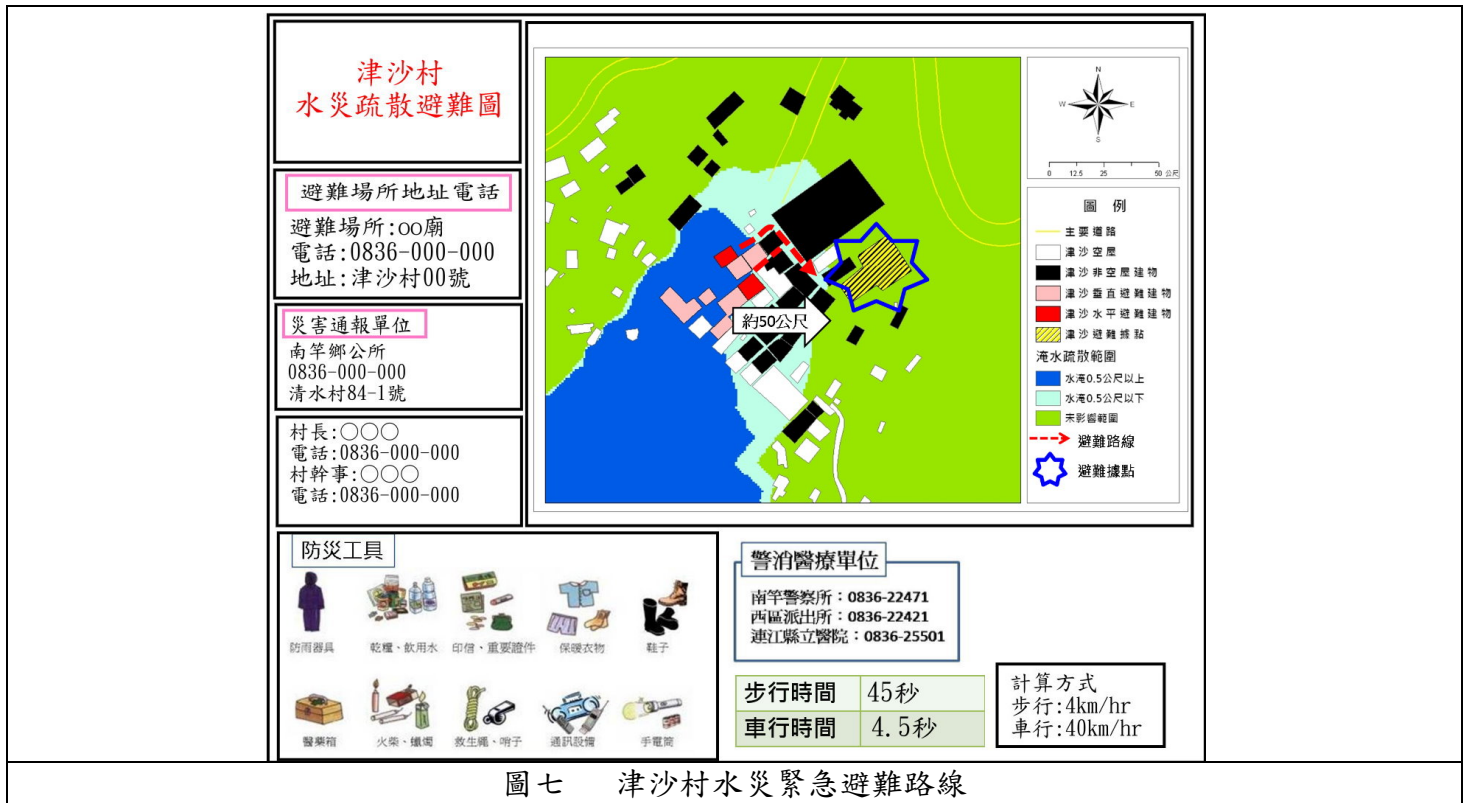 津沙村
水災疏散避難圖
避難場所地址電話
避難場所:oo廟
電話:0836-000-000
地址:津沙村00號
災害通報單位
南竿鄉公所
0836-000-000
清水村84-1號
村長:○○○
電話:0836-000-000
村幹事:○○○
電話:0836-000-000
約50公尺
N
W
E
S
0 12.5 25 50 公尺
圖 例
主要道路
津沙空屋
津沙非空屋建物
津沙垂直避難建物
津沙水平避難建物
津沙避難據點
淹水疏散範圍
水淹0.5公尺以上
水淹0.5公尺以下
未影響範圍
避難路線
避難據點
防災工具
防雨器具
乾糧、飲用水
印信、重要證件
保暖衣物
鞋子
醫藥箱
火柴、蠟燭
救生繩、哨子
通訊設備
手電筒
警消醫療單位
南竿警察所：0836-22471
西區派出所：0836-22421
連江縣立醫院：0836-25501
步行時間 45秒
車行時間 4.5秒
計算方式
步行:4km/hr
車行:40km/hr
圖七 津沙村水災緊急避難路線